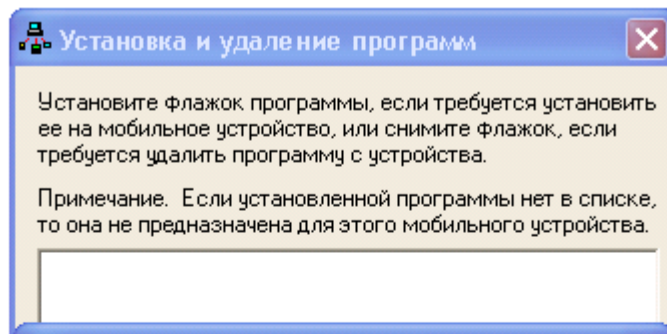 Установка и удаление программ
Установите флажок программы, если требуется установить
ее на мобильное устройство, или снимите флажок, если
требуется удалить программу с устройства.
Примечание. Если установленной программы нет в списке,
то она не предназначена для этого мобильного устройства.